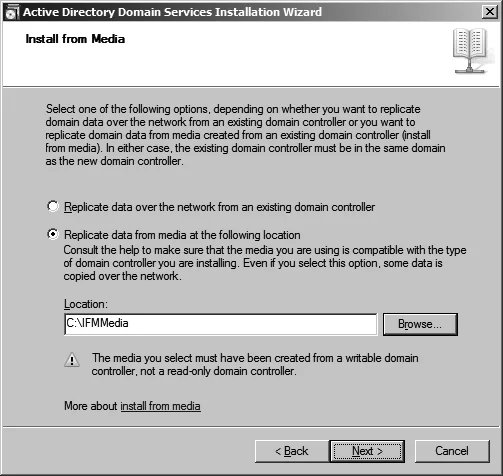 Active Directory Domain Services Installation Wizard
Install from Media
Select one of the following options, depending on whether you want to replicate
domain data over the network from an existing domain controller or you want to
replicate domain data from media created from an existing domain controller (install
from media). In either case, the existing domain controller must be in the same domain
as the new domain controller.
Replicate data over the network from an existing domain controller
Replicate data from media at the following location
Consult the help to make sure that the media you are using is compatible with the type
of domain controller you are installing. Even if you select this option, some data is
copied over the network.
Location:
C:\IFMMedia
Browse...
The media you select must have been created from a writable domain
controller, not a read-only domain controller.
More about install from media
< Back
Next >
Cancel